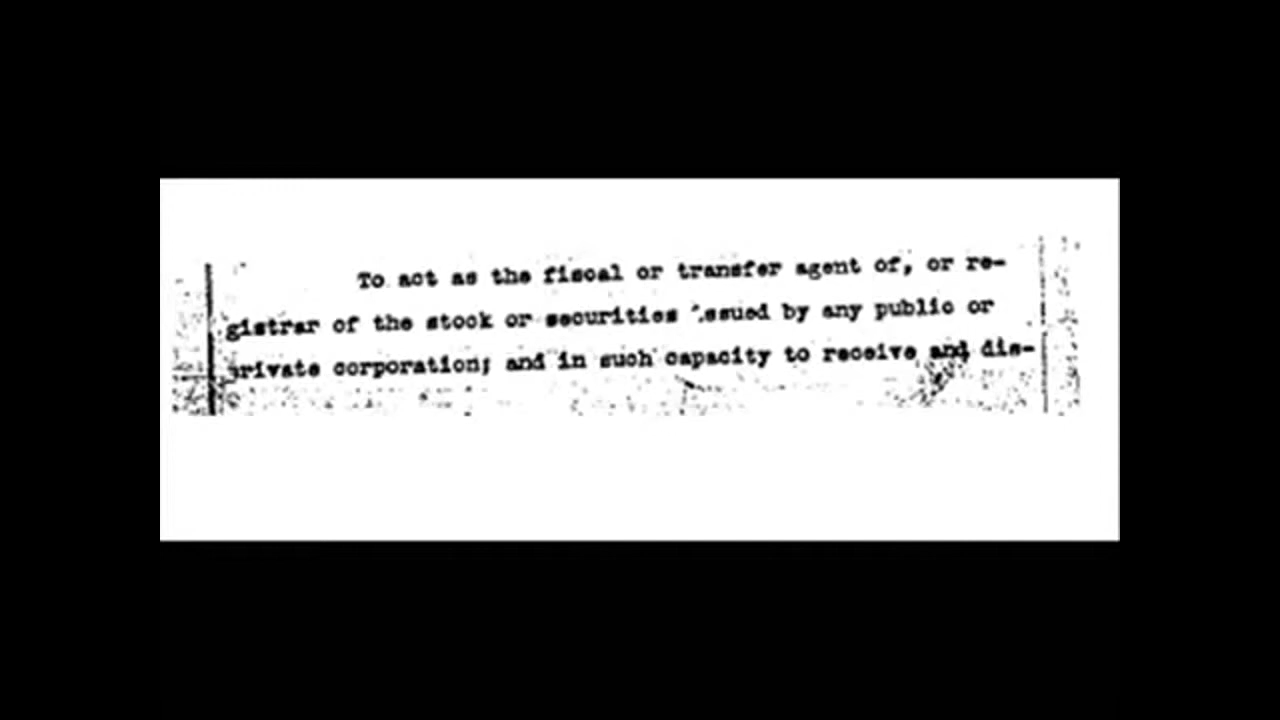 To act as the fiscal or transfer agent of, or re-
gistrar of the stock or securities issued by any public or
private corporation; and in such capacity to receive and dis-